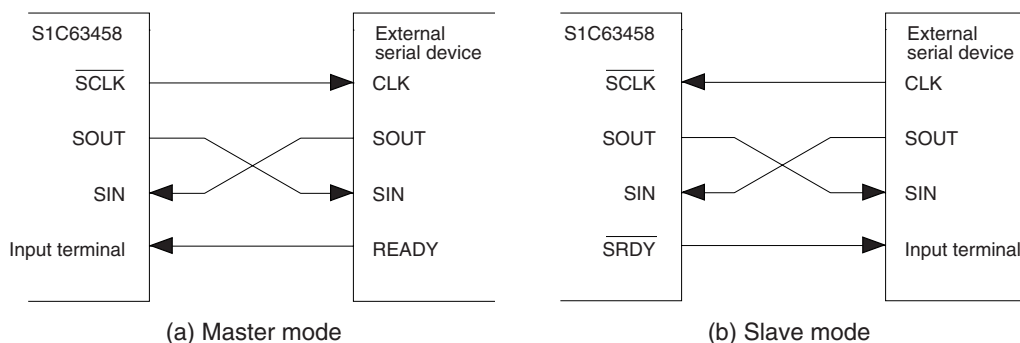 S1C63458
SCLK
SOUT
SIN
Input terminal
External
serial device
CLK
SOUT
SIN
READY
(a) Master mode
S1C63458
SCLK
SOUT
SIN
SRDY
External
serial device
CLK
SOUT
SIN
Input terminal
(b) Slave mode